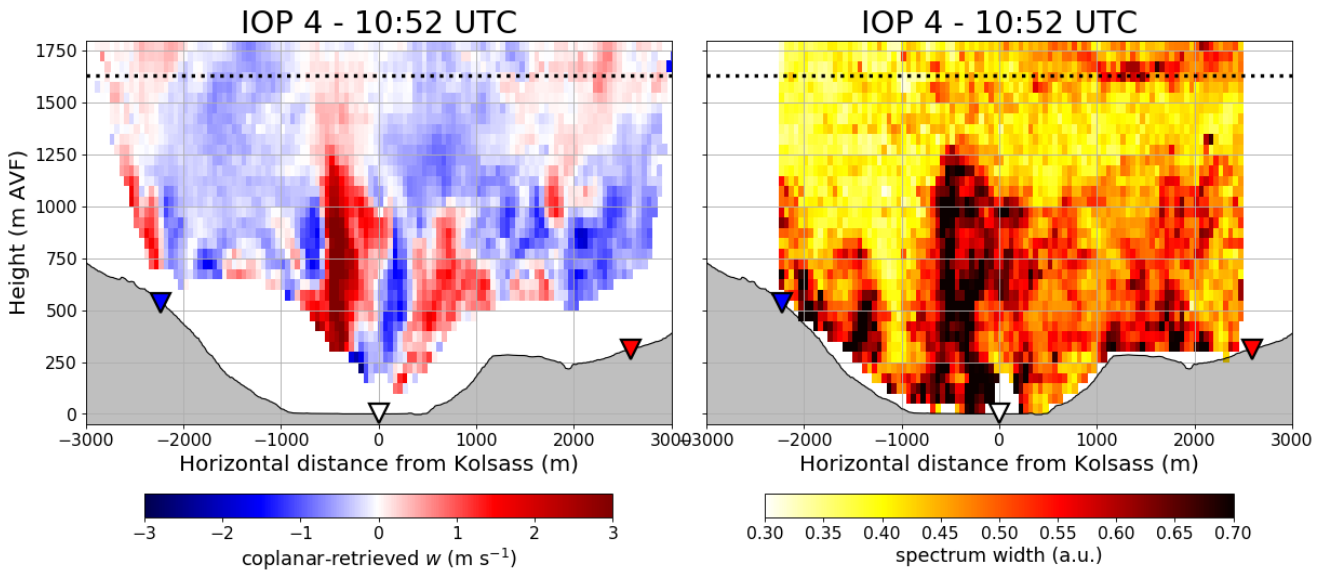 IOP 4 - 10:52 UTC
1750
1500
1250
1000
750
500
250
0
Height (m AVF)
−3000 −2000 −1000 0 1000 2000 3000
Horizontal distance from Kolsass (m)
−3 −2 −1 0 1 2 3
coplanar-retrieved w (m s⁻¹)
IOP 4 - 10:52 UTC
−3000 −2000 −1000 0 1000 2000 3000
Horizontal distance from Kolsass (m)
0.30 0.35 0.40 0.45 0.50 0.55 0.60 0.65 0.70
spectrum width (a.u.)